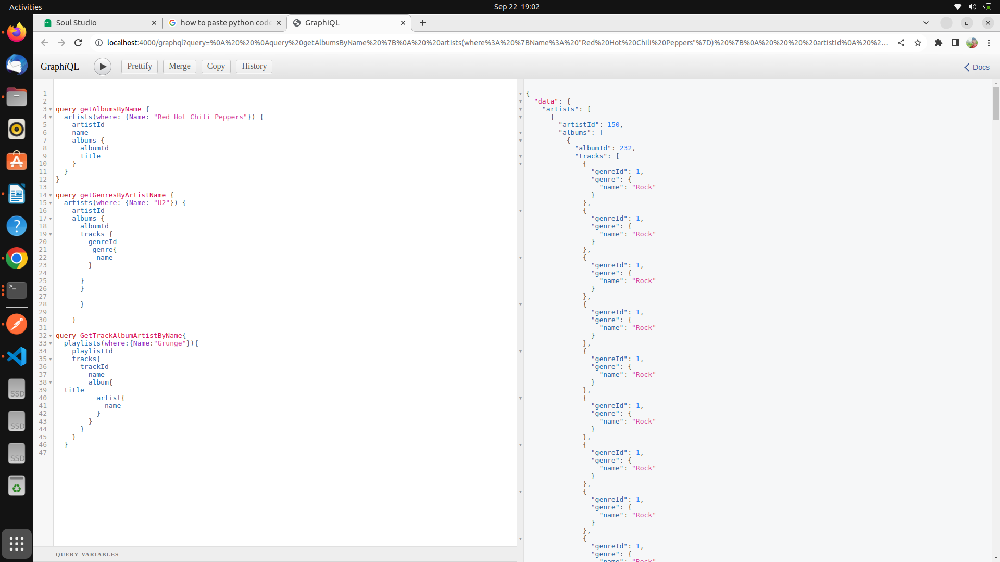 Activities
Sep 22 19:02
Soul Studio
how to paste python code
GraphiQL
localhost:4000/graphql?query=%0A%20%20%0Aquery%20getAlbumsByName%20%7B%0A%20%20artists(where%3A%20%7BName%3A%20"Red%20Hot%20Chili%20Peppers"%7D)%20%7B%0A%20%20%20%20artistId%0A%20%2...
GraphiQL
Prettify
Merge
Copy
History
Docs
1
2
3 query getAlbumsByName {
4 artists(where: {Name: "Red Hot Chili Peppers"}) {
5 artistId
6 name
7 albums {
8 albumId
9 title
10 }
11 }
12 }
13
14 query getGenresByArtistName {
15 artists(where: {Name: "U2"}) {
16 artistId
17 albums {
18 albumId
19 tracks {
20 genreId
21 genre{
22 name
23 }
24
25 }
26 }
27
28 }
29
30 }
31
32 query GetTrackAlbumArtistByName{
33 playlists(where:{Name:"Grunge"}){
34 playlistId
35 tracks{
36 trackId
37 name
38 album{
39 title
40 artist{
41 name
42 }
43 }
44 }
45 }
46 }
47
QUERY VARIABLES
{
"data": {
"artists": [
{
"artistId": 150,
"albums": [
{
"albumId": 232,
"tracks": [
{
"genreId": 1,
"genre": {
"name": "Rock"
}
},
{
"genreId": 1,
"genre": {
"name": "Rock"
}
},
{
"genreId": 1,
"genre": {
"name": "Rock"
}
},
{
"genreId": 1,
"genre": {
"name": "Rock"
}
},
{
"genreId": 1,
"genre": {
"name": "Rock"
}
},
{
"genreId": 1,
"genre": {
"name": "Rock"
}
},
{
"genreId": 1,
"genre": {
"name": "Rock"
}
},
{
"genreId": 1,
"genre": {
"name": "Rock"
}
},
{
"genreId": 1,
"genre": {
"name": "Rock"
SSD
SSD
SSD